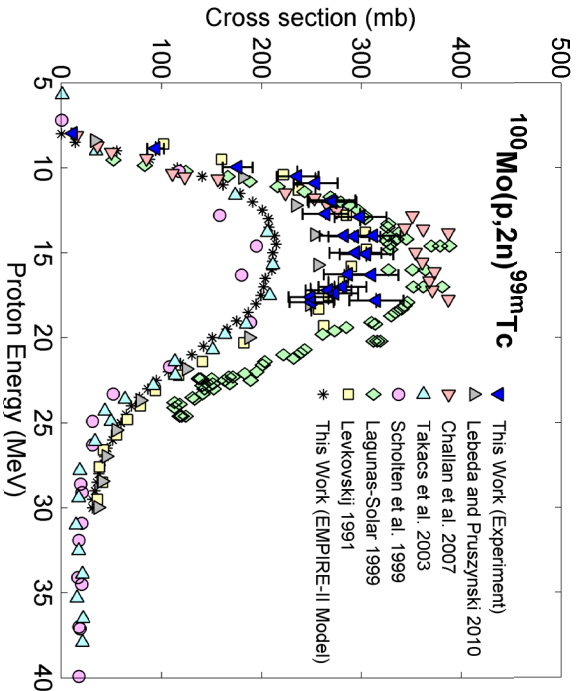 ¹⁰⁰Mo(p,2n)⁹⁹ᵐTc
Cross section (mb)
500
400
300
200
100
0
This Work (Experiment)
Lebeda and Pruszynski 2010
Challan et al. 2007
Takacs et al. 2003
Scholten et al. 1999
Lagunas-Solar 1999
Levkovskij 1991
This Work (EMPIRE-II Model)
5
10
15
20
25
30
35
40
Proton Energy (MeV)